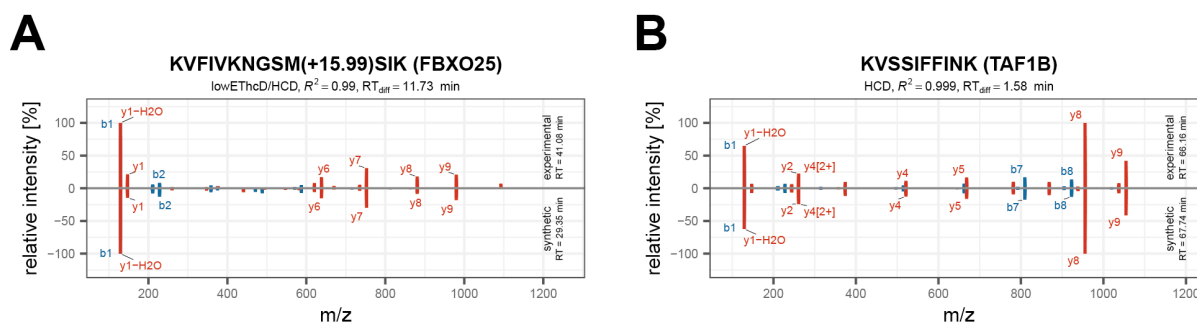 A
KVFIVKNGSM(+15.99)SIK (FBXO25)
lowEThcD/HCD, R² = 0.99, RTdiff = 11.73 min
relative intensity [%]
100
50
0
−50
−100
y1−H2O
b1
y1
b2
y6
y7
y8
y9
y1
b2
y6
y7
y8
y9
b1
y1−H2O
experimental
RT = 41.08 min
synthetic
RT = 29.35 min
200
400
600
800
1000
1200
m/z
B
KVSSIFFINK (TAF1B)
HCD, R² = 0.999, RTdiff = 1.58 min
relative intensity [%]
100
50
0
−50
−100
y1−H2O
b1
y2
y4[2+]
y4
y5
b7
b8
y8
y9
y2
y4[2+]
y4
y5
b7
b8
y9
b1
y1−H2O
y8
experimental
RT = 66.16 min
synthetic
RT = 67.74 min
200
400
600
800
1000
1200
m/z